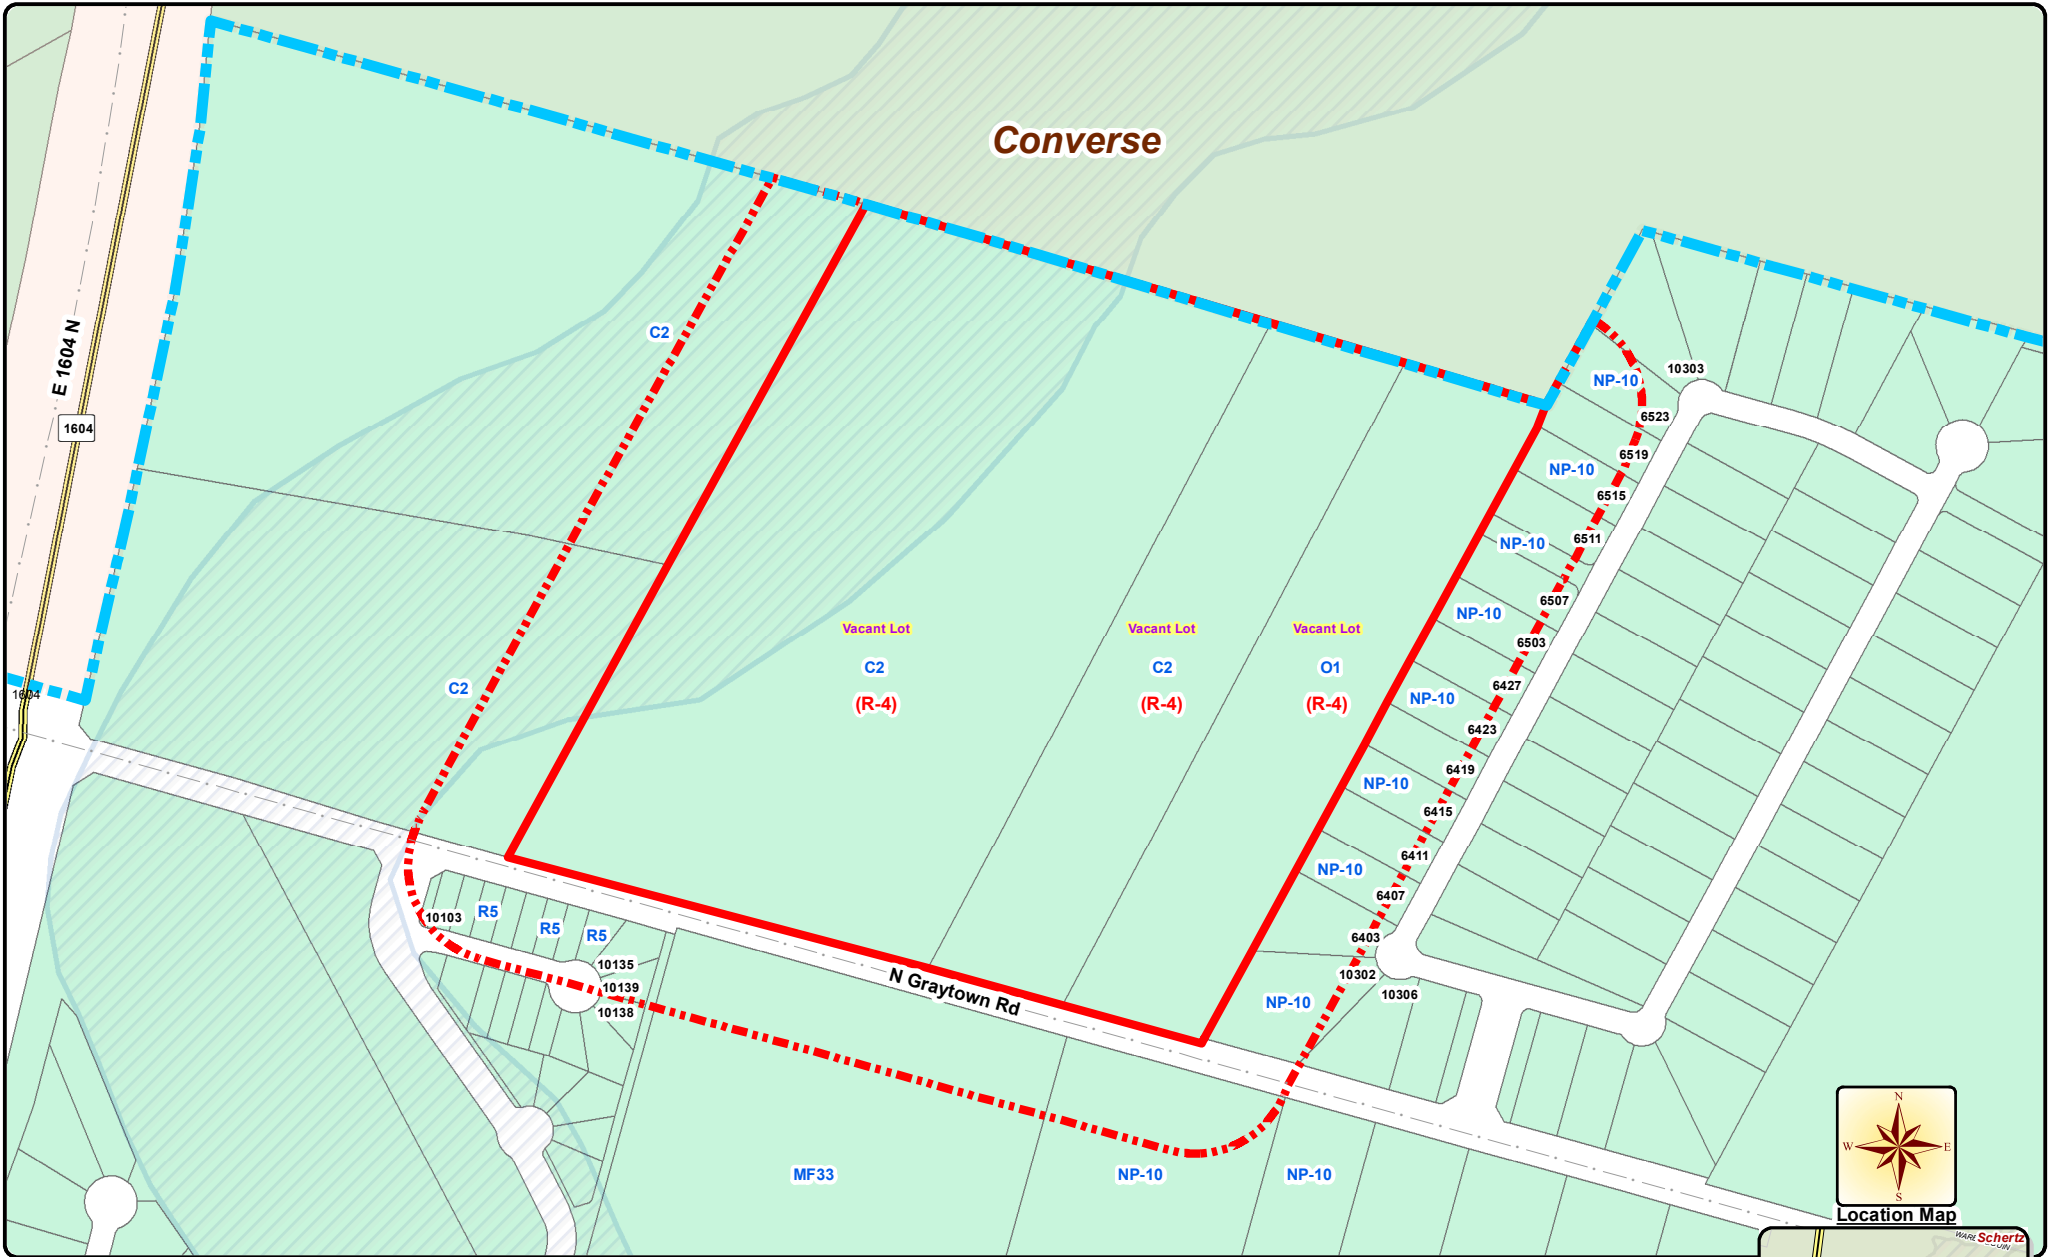 Converse
E 1604 N
1604
1604
C2
C2
Vacant Lot
C2
(R-4)
Vacant Lot
C2
(R-4)
Vacant Lot
O1
(R-4)
NP-10
10303
6523
NP-10
6519
6515
NP-10
6511
NP-10
6507
6503
NP-10
6427
6423
NP-10
6419
6415
NP-10
6411
6407
6403
10302
10306
NP-10
10103
R5
R5
R5
10135
10139
10138
N Graytown Rd
MF33
NP-10
NP-10
N
W
E
S
Location Map
Schertz